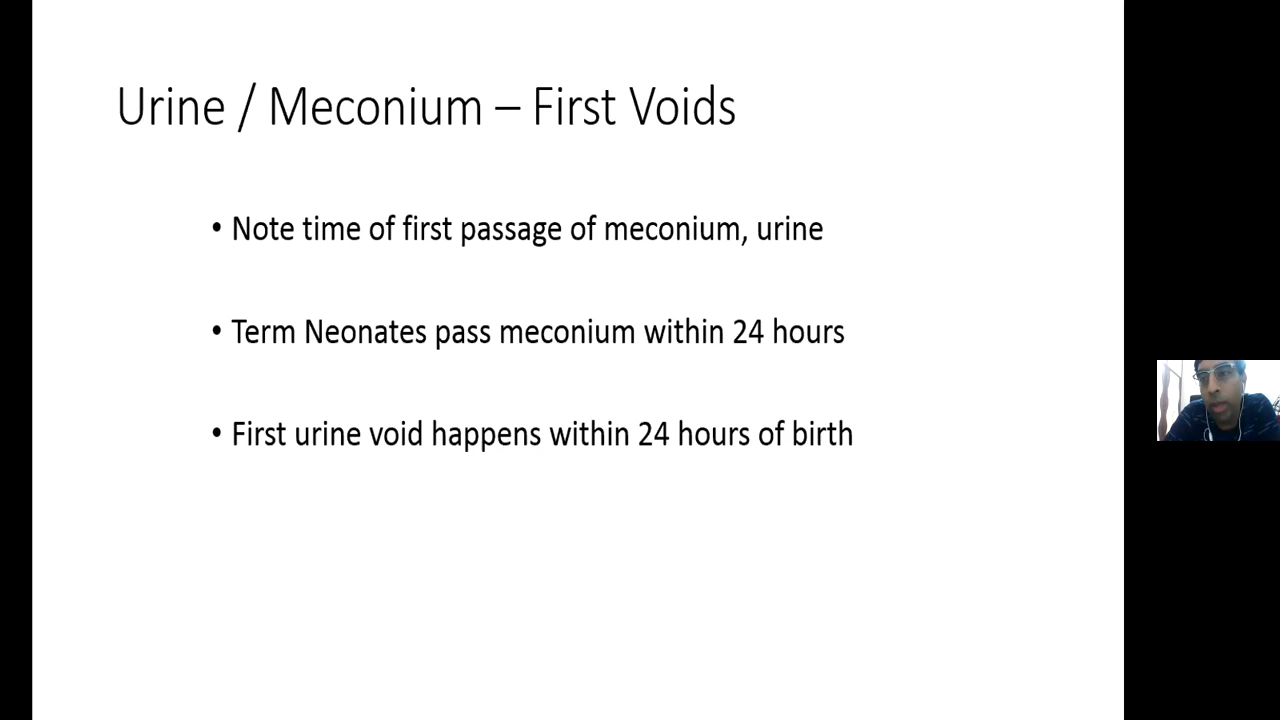 Urine / Meconium – First Voids
• Note time of first passage of meconium, urine
• Term Neonates pass meconium within 24 hours
• First urine void happens within 24 hours of birth